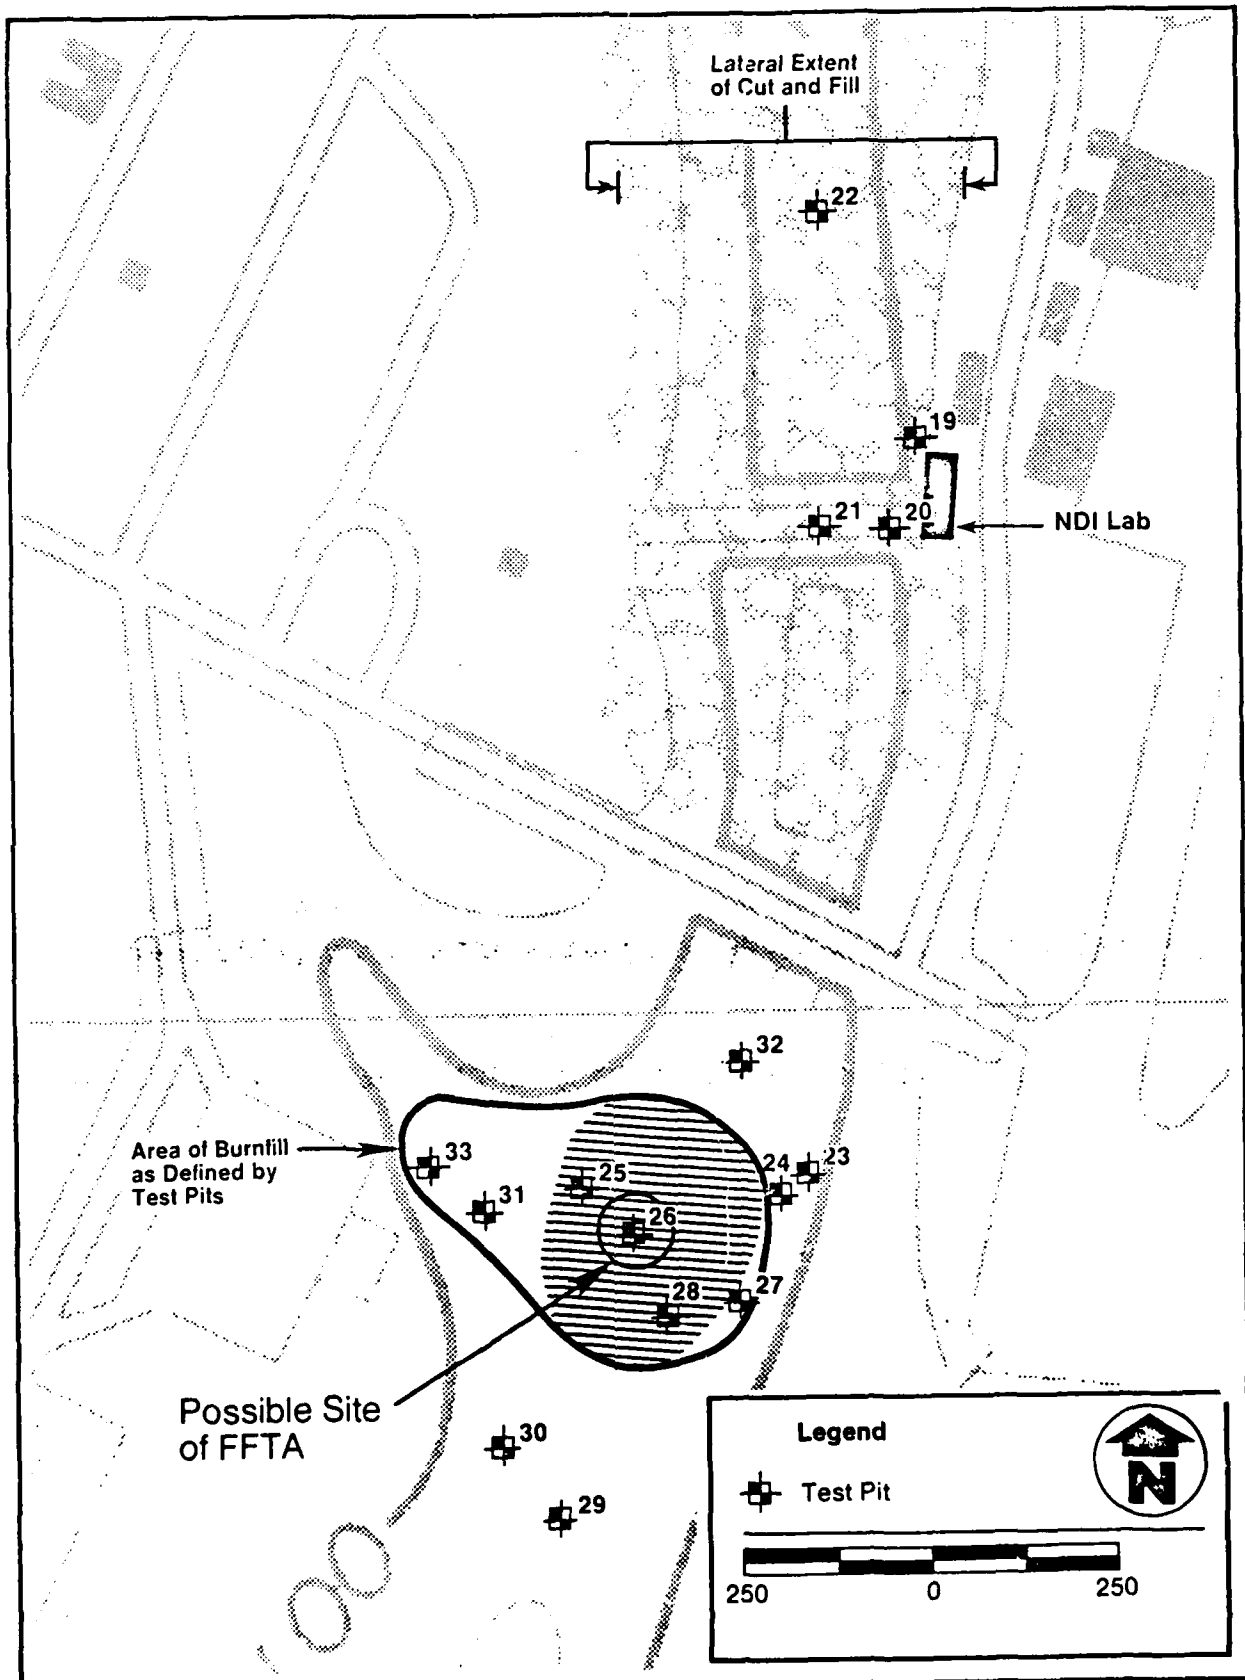 Lateral Extent
of Cut and Fill
22
19
21
20
NDI Lab
32
Area of Burnfill
as Defined by
Test Pits
33
31
25
26
24
23
28
27
Possible Site
of FFTA
30
29
Legend
Test Pit
N
250
0
250